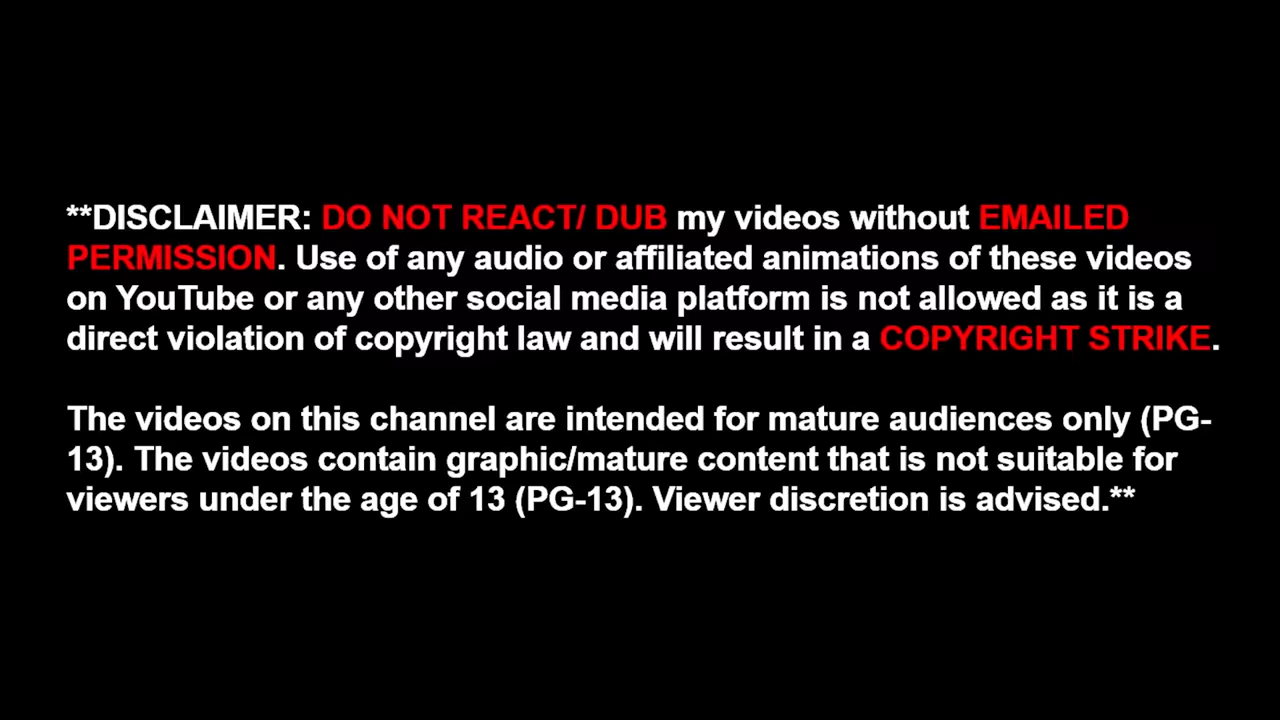 **DISCLAIMER: DO NOT REACT/ DUB my videos without EMAILED
PERMISSION. Use of any audio or affiliated animations of these videos
on YouTube or any other social media platform is not allowed as it is a
direct violation of copyright law and will result in a COPYRIGHT STRIKE.
The videos on this channel are intended for mature audiences only (PG-
13). The videos contain graphic/mature content that is not suitable for
viewers under the age of 13 (PG-13). Viewer discretion is advised.**